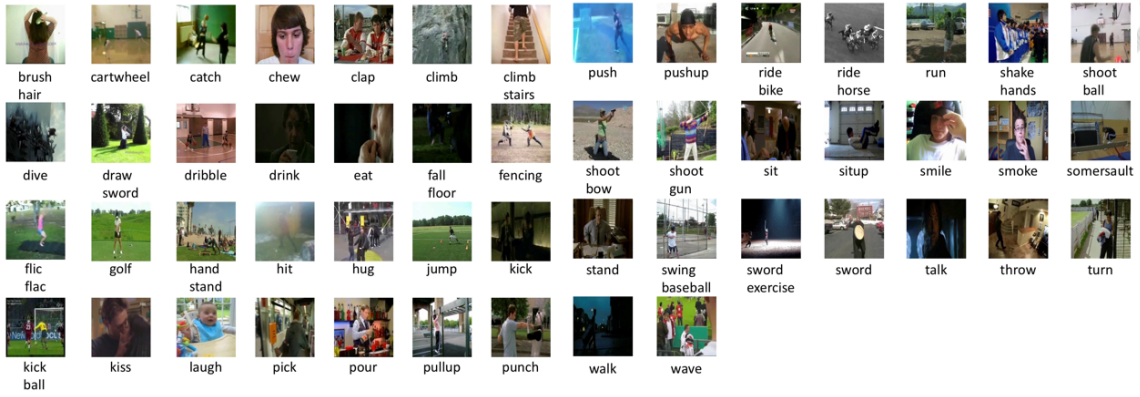 brush hair
cartwheel
catch
chew
clap
climb
climb stairs
push
pushup
ride bike
ride horse
run
shake hands
shoot ball
dive
draw sword
dribble
drink
eat
fall floor
fencing
shoot bow
shoot gun
sit
situp
smile
smoke
somersault
flic flac
golf
hand stand
hit
hug
jump
kick
stand
swing baseball
sword exercise
sword
talk
throw
turn
kick ball
kiss
laugh
pick
pour
pullup
punch
walk
wave